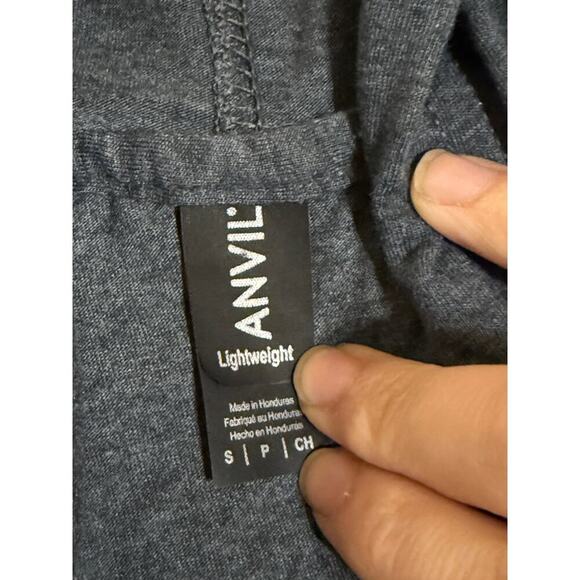 ANVIL®
Lightweight
Made in Honduras
Fabriqué au Honduras
Hecho en Honduras
S | P | CH